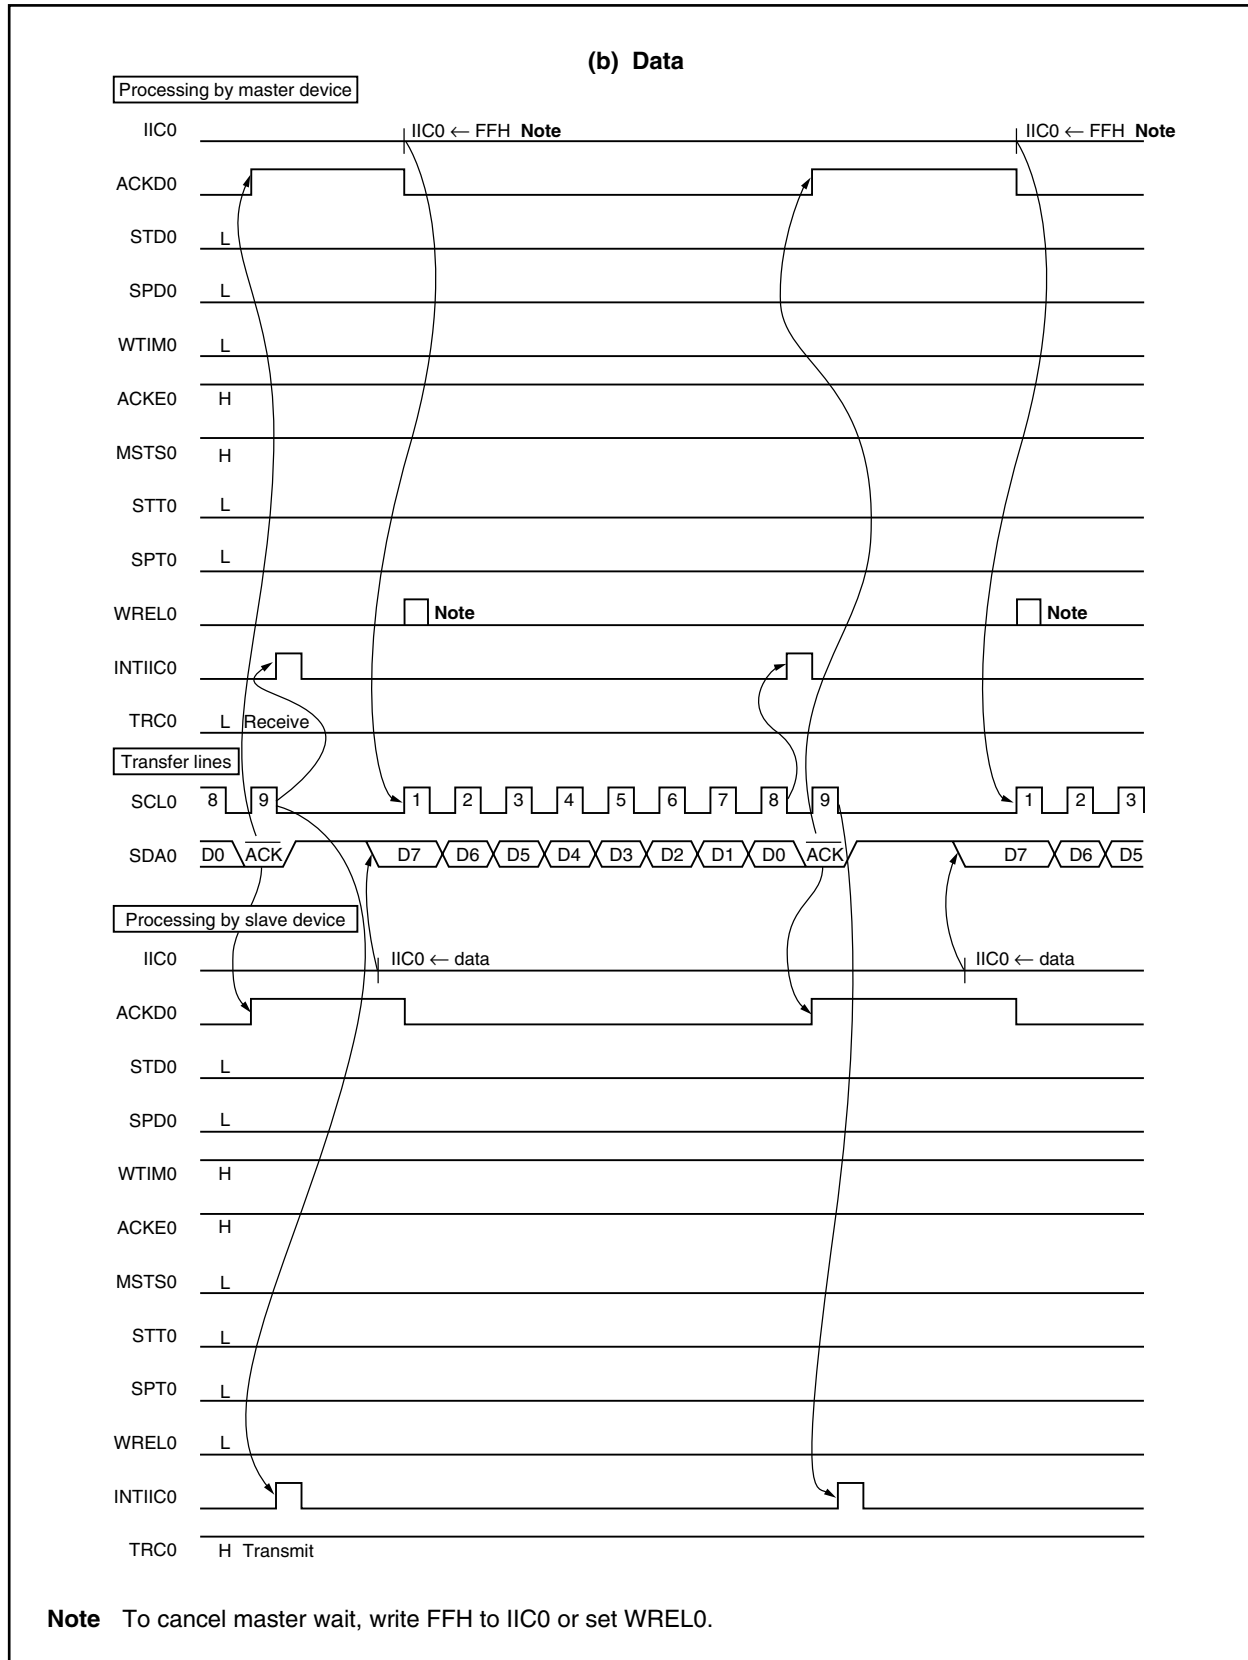 (b) Data
Processing by master device
IIC0 IIC0 ← FFH Note IIC0 ← FFH Note
ACKD0
STD0 L
SPD0 L
WTIM0 L
ACKE0 H
MSTS0 H
STT0 L
SPT0 L
WREL0 Note Note
INTIIC0
TRC0 L Receive
Transfer lines
SCL0 8 9 1 2 3 4 5 6 7 8 9 1 2 3
SDA0 D0 ACK D7 D6 D5 D4 D3 D2 D1 D0 ACK D7 D6 D5
Processing by slave device
IIC0 IIC0 ← data IIC0 ← data
ACKD0
STD0 L
SPD0 L
WTIM0 H
ACKE0 H
MSTS0 L
STT0 L
SPT0 L
WREL0 L
INTIIC0
TRC0 H Transmit
Note To cancel master wait, write FFH to IIC0 or set WREL0.